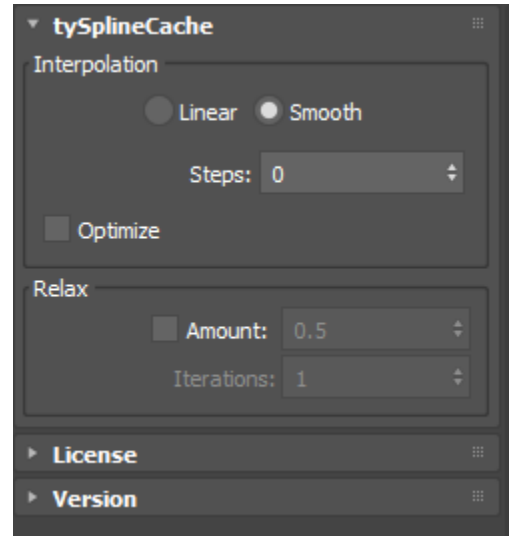 tySplineCache
Interpolation
Linear Smooth
Steps: 0
Optimize
Relax
Amount: 0.5
Iterations: 1
License
Version